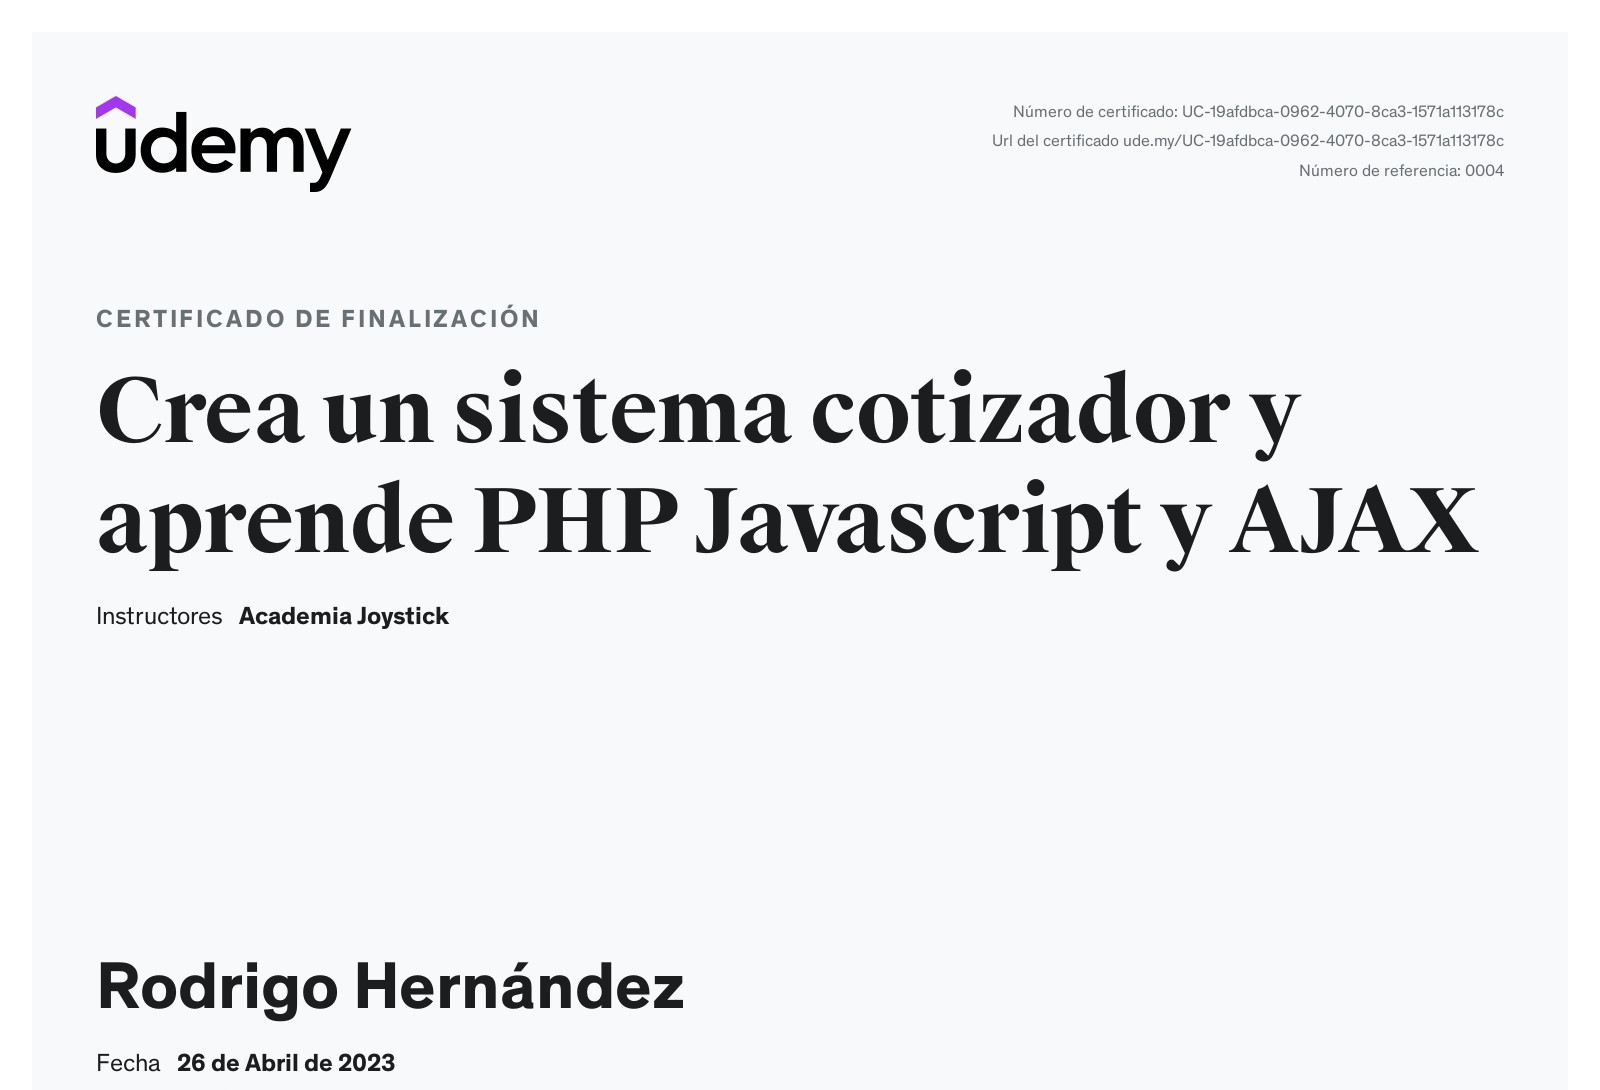 udemy
Número de certificado: UC-19afdbca-0962-4070-8ca3-1571a113178c
Url del certificado ude.my/UC-19afdbca-0962-4070-8ca3-1571a113178c
Número de referencia: 0004
CERTIFICADO DE FINALIZACIÓN
Crea un sistema cotizador y
aprende PHP Javascript y AJAX
Instructores Academia Joystick
Rodrigo Hernández
Fecha 26 de Abril de 2023